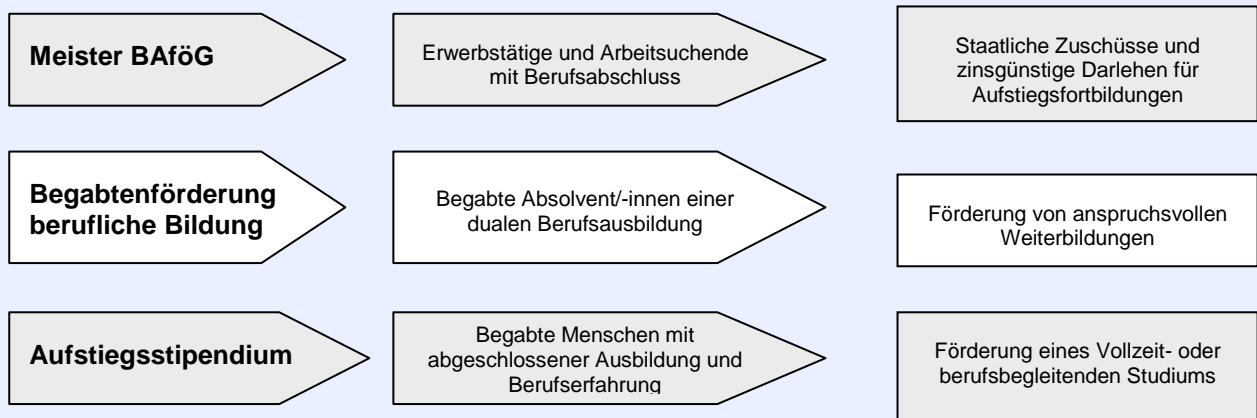 Meister BAföG
Erwerbstätige und Arbeitsuchende
mit Berufsabschluss
Staatliche Zuschüsse und
zinsgünstige Darlehen für
Aufstiegsfortbildungen
Begabtenförderung
berufliche Bildung
Begabte Absolvent/-innen einer
dualen Berufsausbildung
Förderung von anspruchsvollen
Weiterbildungen
Aufstiegsstipendium
Begabte Menschen mit
abgeschlossener Ausbildung und
Berufserfahrung
Förderung eines Vollzeit- oder
berufsbegleitenden Studiums